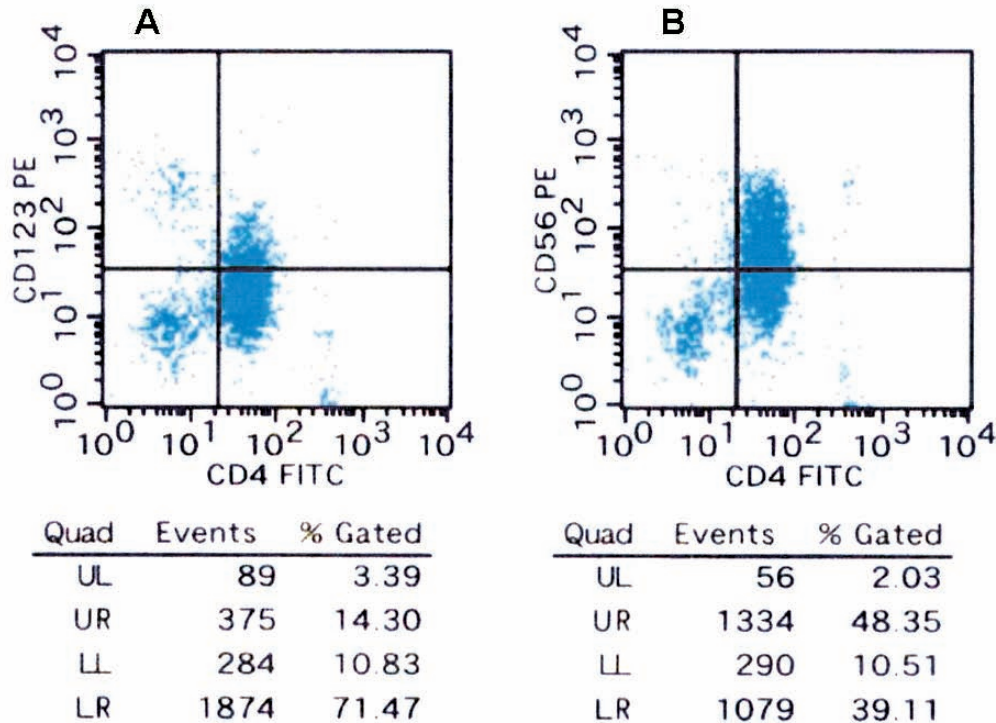 A
10⁴
10³
10²
10¹
10⁰
CD123 PE
10⁰ 10¹ 10² 10³ 10⁴
CD4 FITC
Quad Events % Gated
UL 89 3.39
UR 375 14.30
LL 284 10.83
LR 1874 71.47
B
10⁴
10³
10²
10¹
10⁰
CD56 PE
10⁰ 10¹ 10² 10³ 10⁴
CD4 FITC
Quad Events % Gated
UL 56 2.03
UR 1334 48.35
LL 290 10.51
LR 1079 39.11